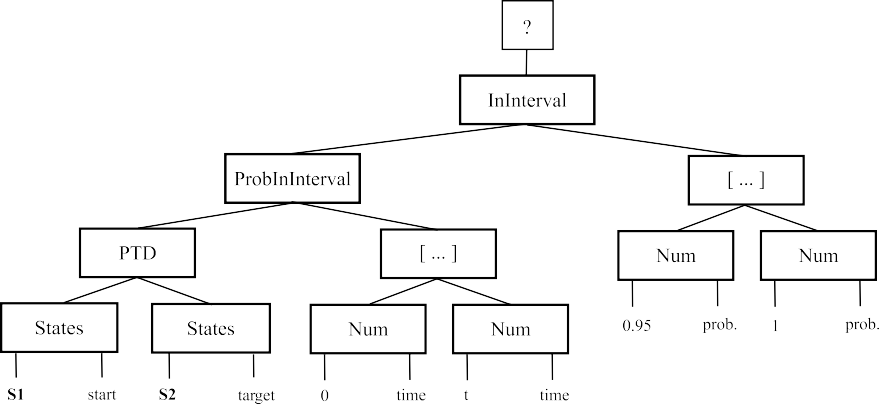 ?
InInterval
ProbInInterval
[ ... ]
PTD
[ ... ]
Num
Num
States
States
Num
Num
0.95
prob.
1
prob.
S1
start
S2
target
0
time
t
time